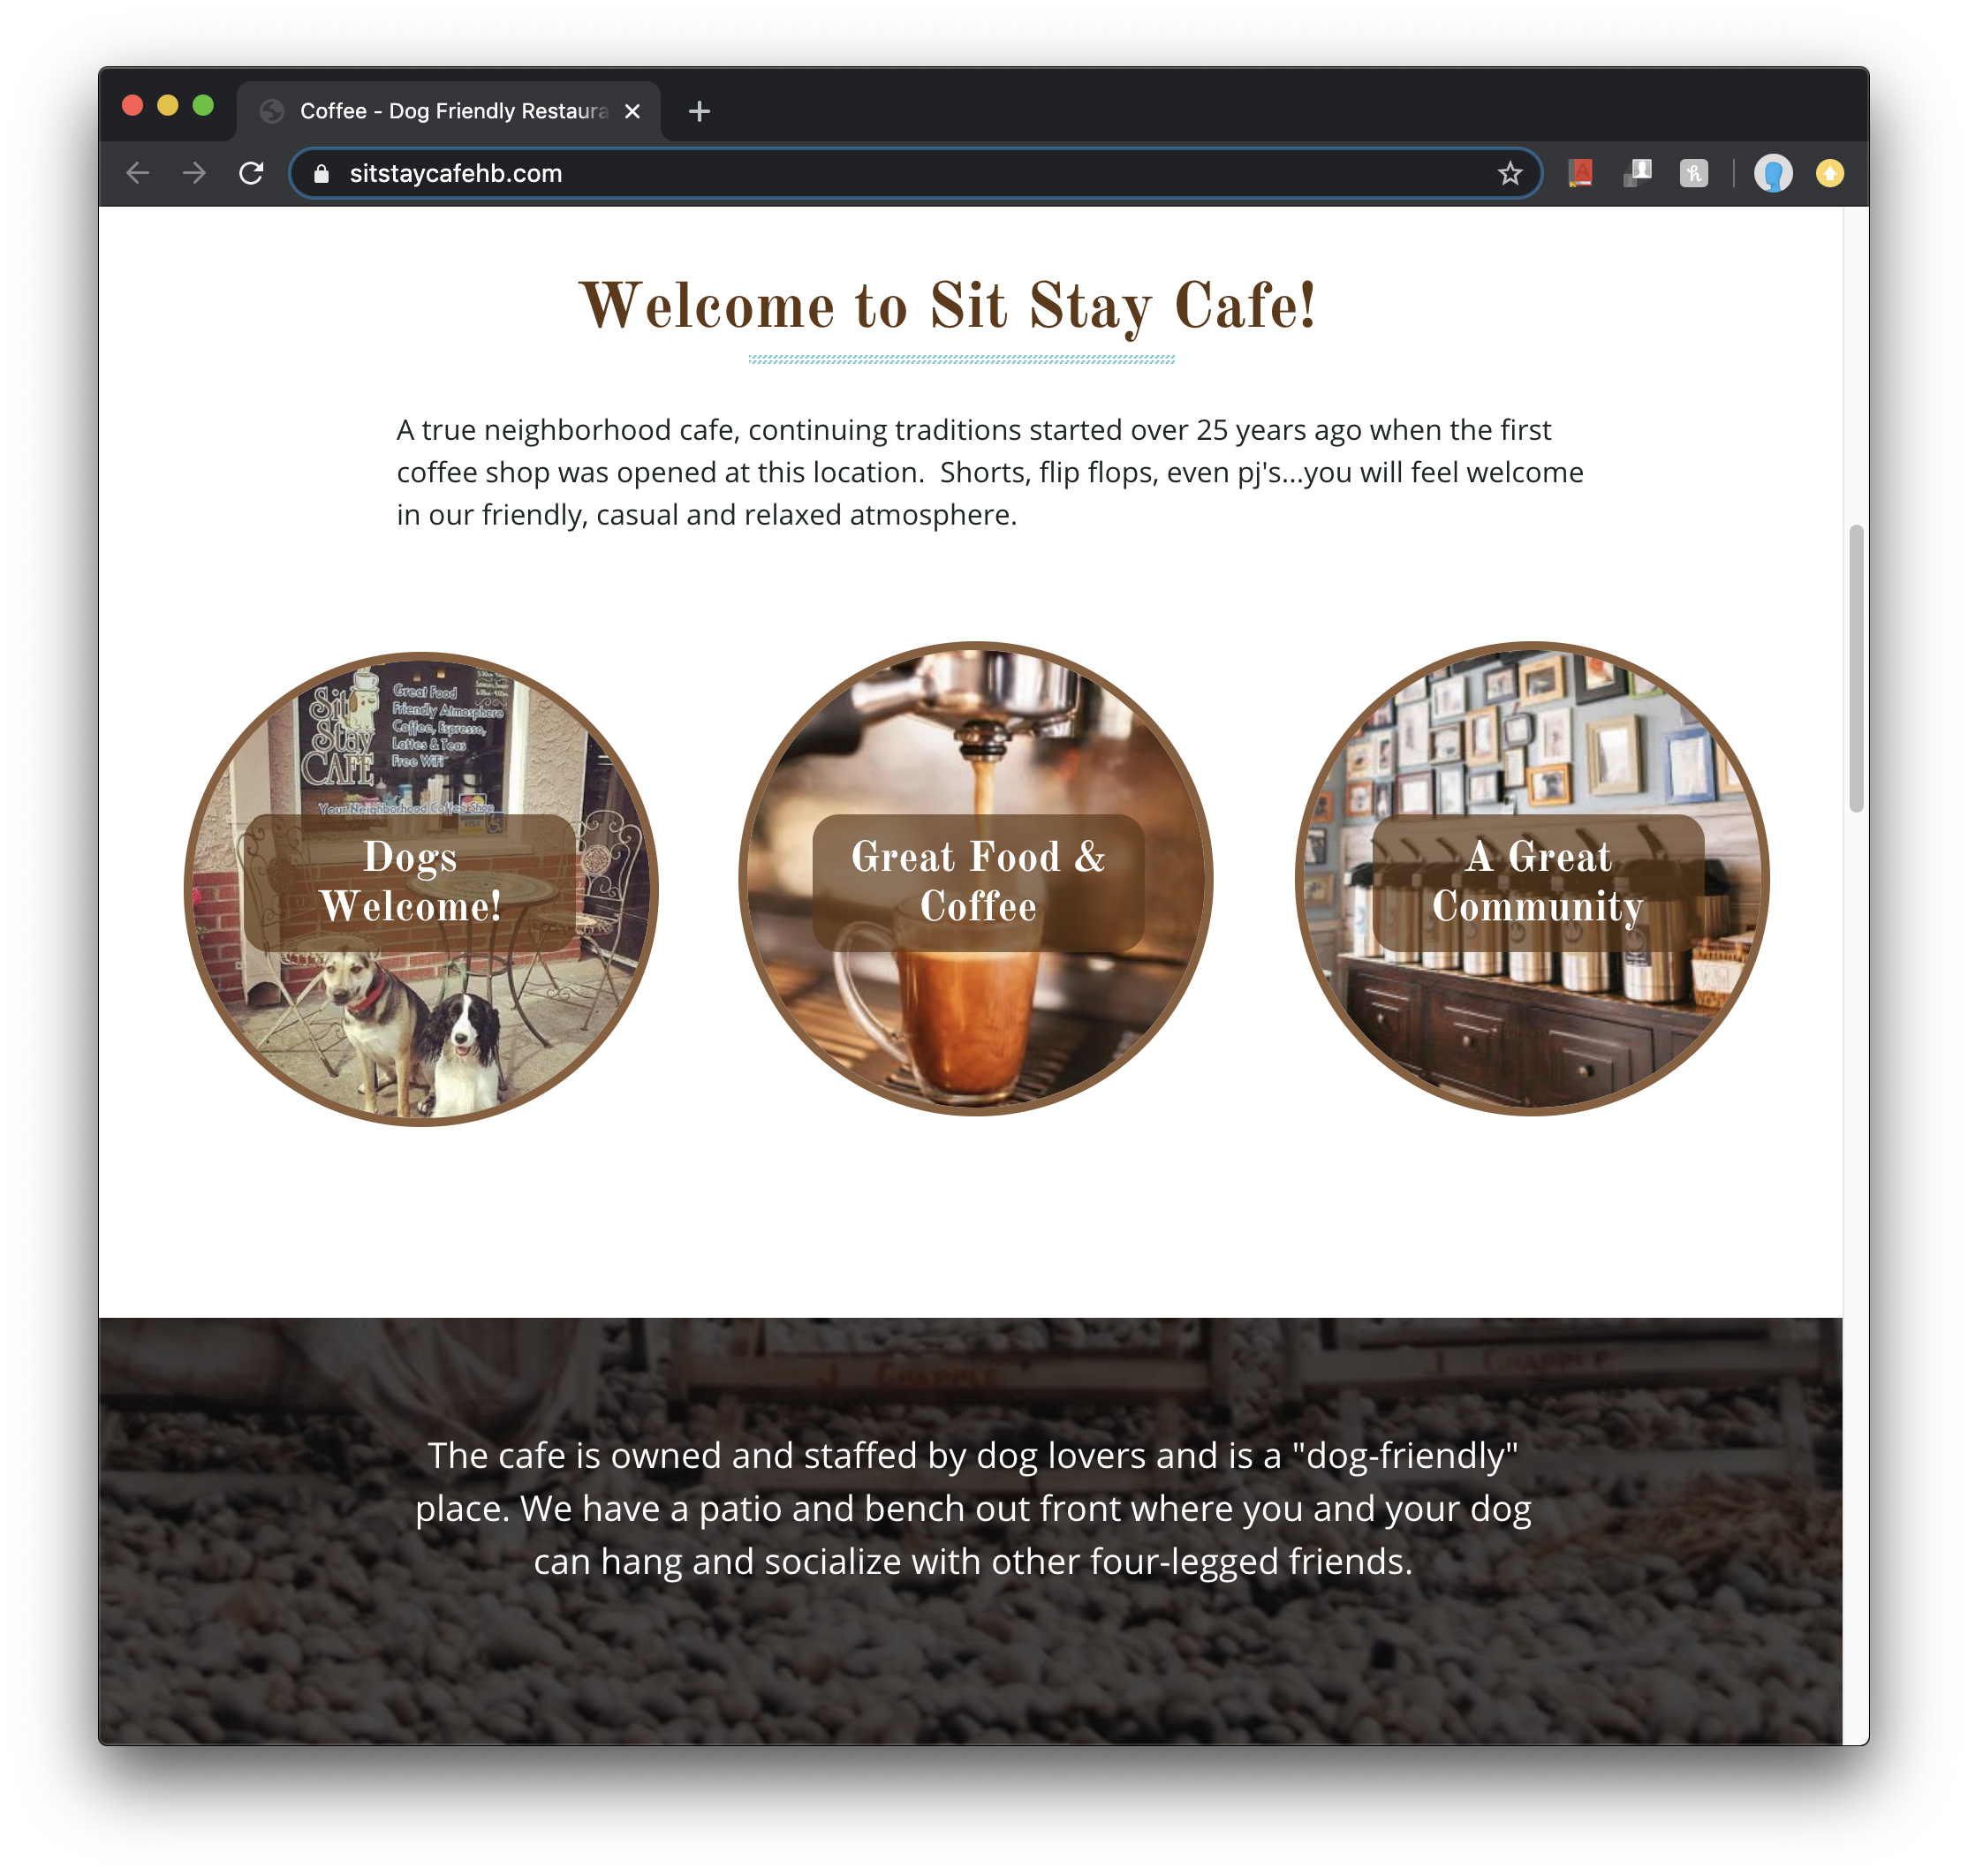 Coffee - Dog Friendly Restaura
sitstaycafehb.com
Welcome to Sit Stay Cafe!
A true neighborhood cafe, continuing traditions started over 25 years ago when the first
coffee shop was opened at this location.  Shorts, flip flops, even pj's...you will feel welcome
in our friendly, casual and relaxed atmosphere.
Sit
Stay
CAFE
Great Food
Friendly Atmosphere
Coffee, Espresso,
Lattes & Teas
Free WiFi
Your Neighborhood Coffee Shop
VISA
Dogs
Welcome!
Great Food &
Coffee
A Great
Community
J. CHAPPLE
J. CHAPPLE
The cafe is owned and staffed by dog lovers and is a "dog-friendly"
place. We have a patio and bench out front where you and your dog
can hang and socialize with other four-legged friends.